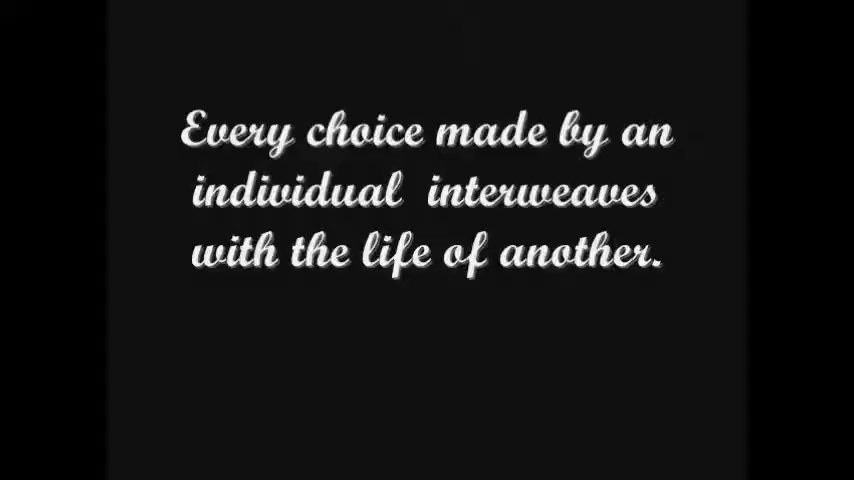 Every choice made by an
individual interweaves
with the life of another.